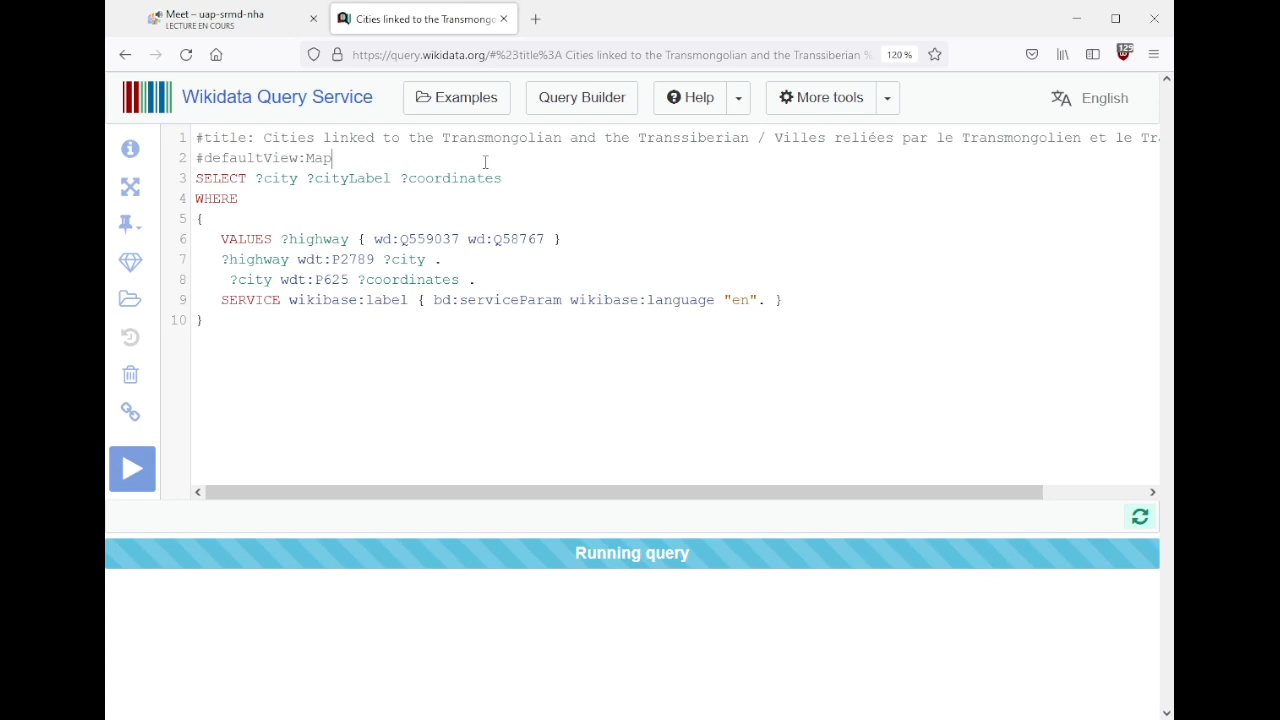 Meet – uap-srmd-nha
LECTURE EN COURS
Cities linked to the Transmongo
https://query.wikidata.org/#%23title%3A Cities linked to the Transmongolian and the Transsiberian %
120 %
129
Wikidata Query Service
Examples
Query Builder
Help
More tools
English
1 #title: Cities linked to the Transmongolian and the Transsiberian / Villes reliées par le Transmongolien et le Tra
2 #defaultView:Map
3 SELECT ?city ?cityLabel ?coordinates
4 WHERE
5 {
6 VALUES ?highway { wd:Q559037 wd:Q58767 }
7 ?highway wdt:P2789 ?city .
8 ?city wdt:P625 ?coordinates .
9 SERVICE wikibase:label { bd:serviceParam wikibase:language "en". }
10 }
Running query